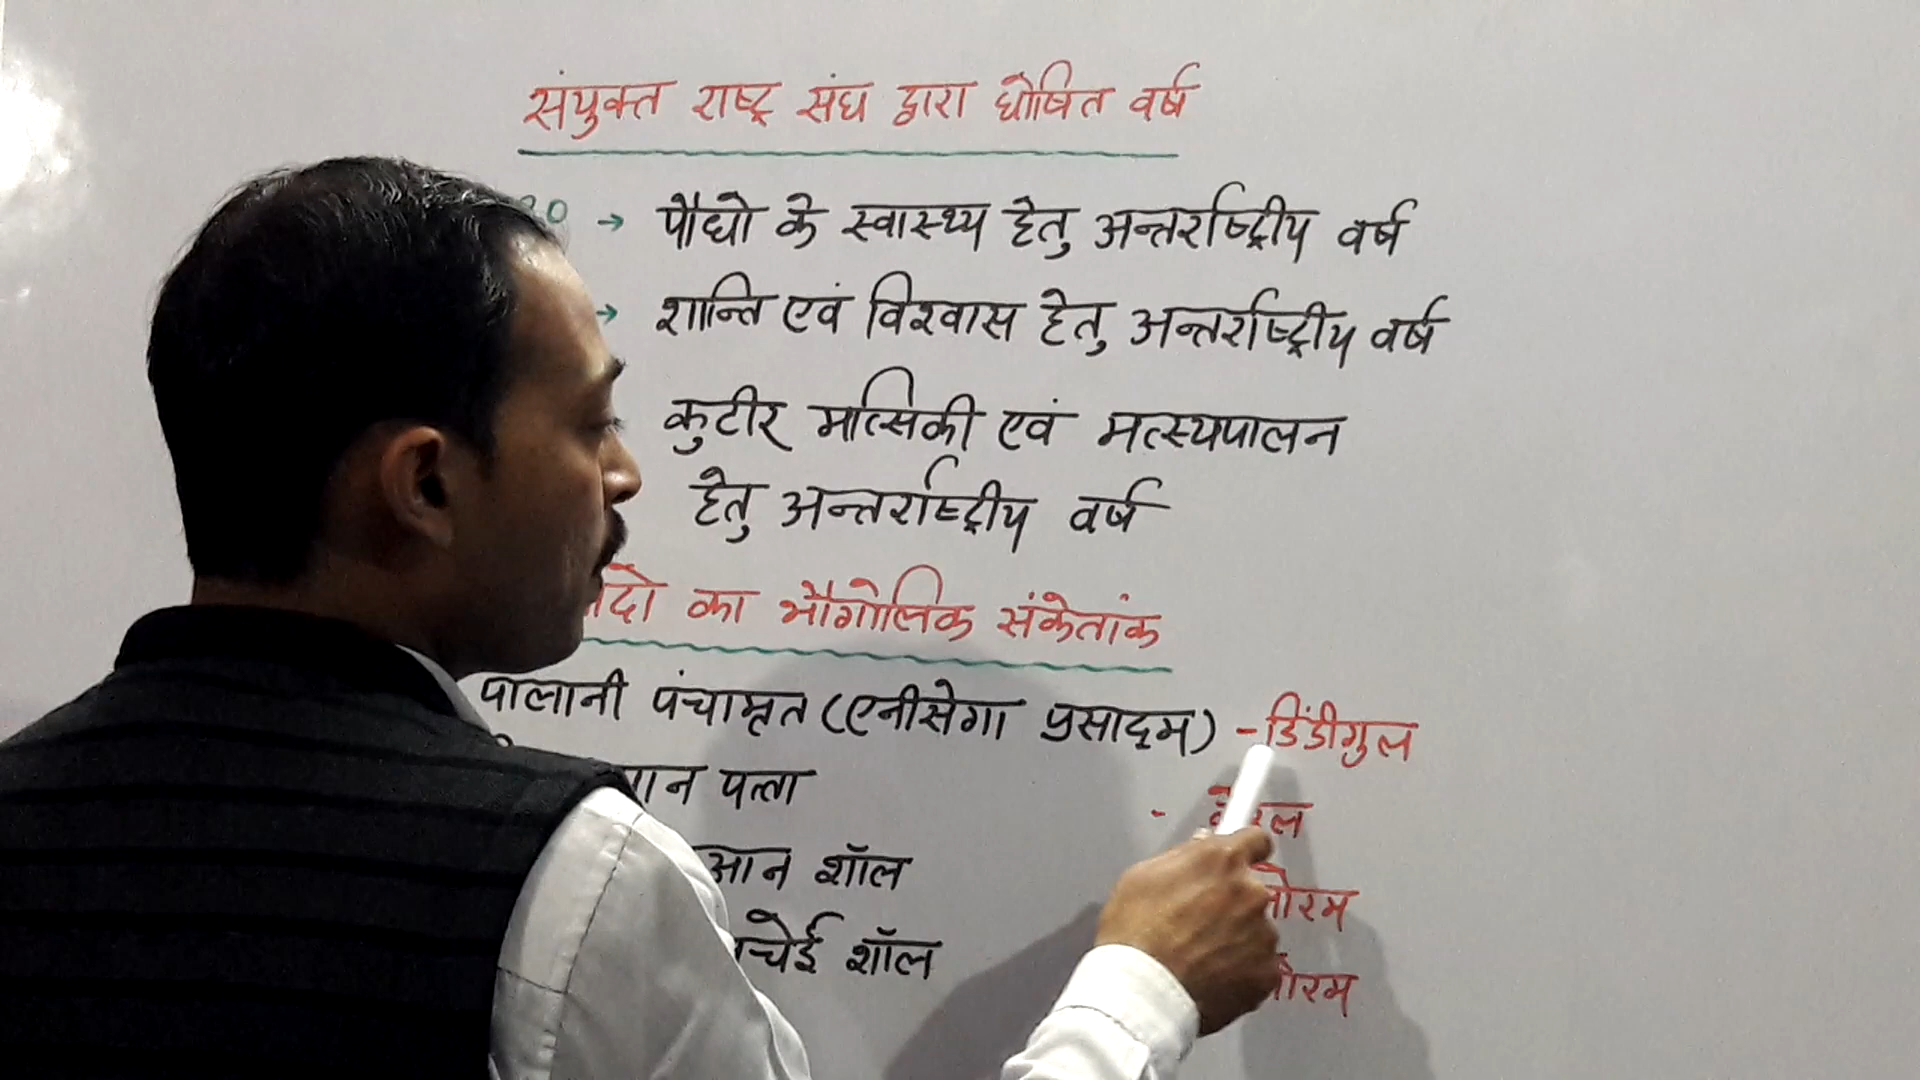 संयुक्त राष्ट्र संघ द्वारा घोषित वर्ष
20 → पौधो के स्वास्थ्य हेतु अन्तर्राष्ट्रीय वर्ष
→ शान्ति एवं विश्वास हेतु अन्तर्राष्ट्रीय वर्ष
कुटीर मात्सिकी एवं मत्स्यपालन
हेतु अन्तर्राष्ट्रीय वर्ष
का भौगोलिक संकेतांक
पालानी पंचामृत (एनीसेगा प्रसादम) - डिंडीगुल
पत्ता -
शॉल
शॉल